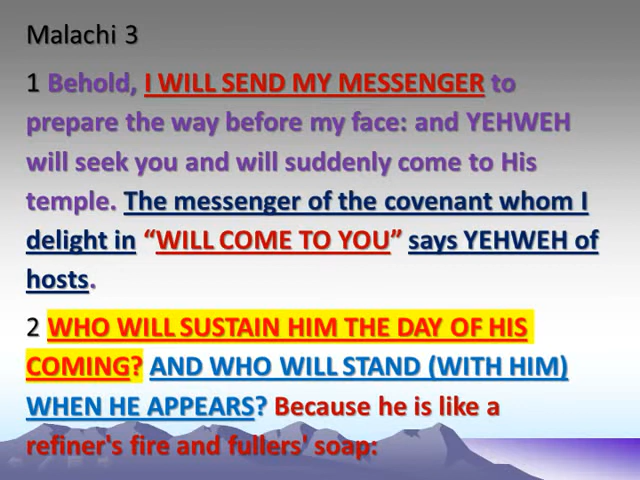 Malachi 3
1 Behold, I WILL SEND MY MESSENGER to
prepare the way before my face: and YEHWEH
will seek you and will suddenly come to His
temple. The messenger of the covenant whom I
delight in “WILL COME TO YOU” says YEHWEH of
hosts.
2 WHO WILL SUSTAIN HIM THE DAY OF HIS
COMING? AND WHO WILL STAND (WITH HIM)
WHEN HE APPEARS? Because he is like a
refiner's fire and fullers' soap: